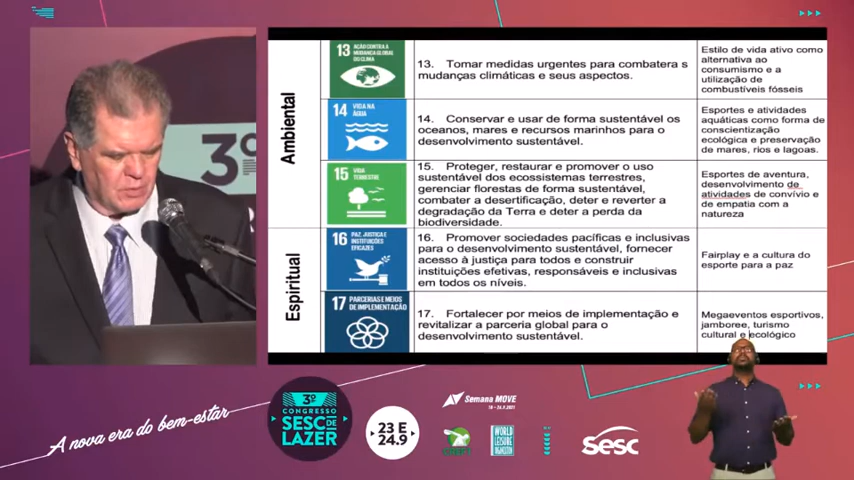 3º
Ambiental
13 AÇÃO CONTRA A
MUDANÇA GLOBAL
DO CLIMA
13. Tomar medidas urgentes para combatera s
mudanças climáticas e seus aspectos.
Estilo de vida ativo como
alternativa ao
consumismo e a
utilização de
combustíveis fósseis
14 VIDA NA
ÁGUA
14. Conservar e usar de forma sustentável os
oceanos, mares e recursos marinhos para o
desenvolvimento sustentável.
Esportes e atividades
aquáticas como forma de
conscientização
ecológica e preservação
de mares, rios e lagoas.
15 VIDA
TERRESTRE
15. Proteger, restaurar e promover o uso
sustentável dos ecossistemas terrestres,
gerenciar florestas de forma sustentável,
combater a desertificação, deter e reverter a
degradação da Terra e deter a perda da
biodiversidade.
Esportes de aventura,
desenvolvimento de
atividades de convívio e
de empatia com a
natureza
Espiritual
16 PAZ, JUSTIÇA E
INSTITUIÇÕES
EFICAZES
16. Promover sociedades pacíficas e inclusivas
para o desenvolvimento sustentável, fornecer
acesso à justiça para todos e construir
instituições efetivas, responsáveis e inclusivas
em todos os níveis.
Fairplay e a cultura do
esporte para a paz
17 PARCERIAS E MEIOS
DE IMPLEMENTAÇÃO
17. Fortalecer por meios de implementação e
revitalizar a parceria global para o
desenvolvimento sustentável.
Megaeventos esportivos,
jamboree, turismo
cultural e ecológico
A nova era do bem-estar
3º
CONGRESSO
SESC DE
LAZER
23 E
24.9
Semana MOVE
WORLD
LEISURE
ORGANIZATION
Sesc